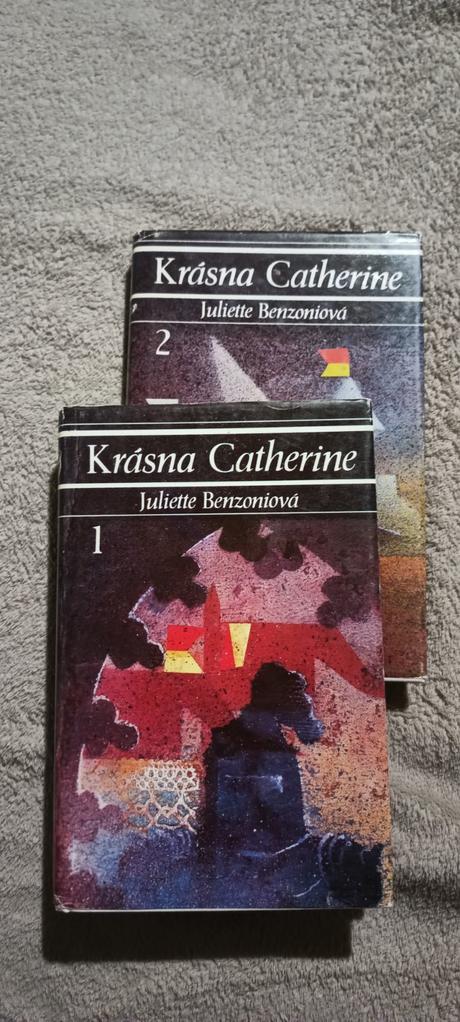 Krásna Catherine
Juliette Benzoniová
2
Krásna Catherine
Juliette Benzoniová
1